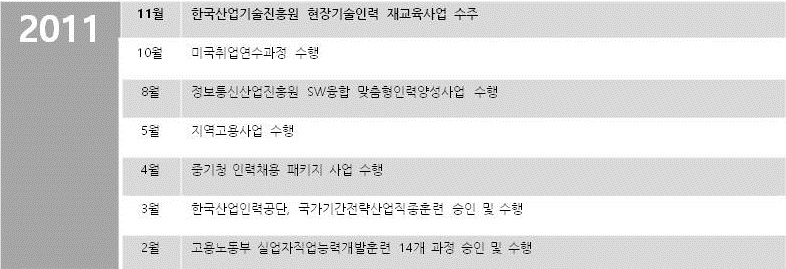 2011
11월 한국산업기술진흥원 현장기술인력 재교육사업 수주
10월 미국취업연수과정 수행
8월 정보통신산업진흥원 SW융합 맞춤형인력양성사업 수행
5월 지역고용사업 수행
4월 중기청 인력채용 패키지 사업 수행
3월 한국산업인력공단, 국가기간전략산업직종훈련 승인 및 수행
2월 고용노동부 실업자직업능력개발훈련 14개 과정 승인 및 수행